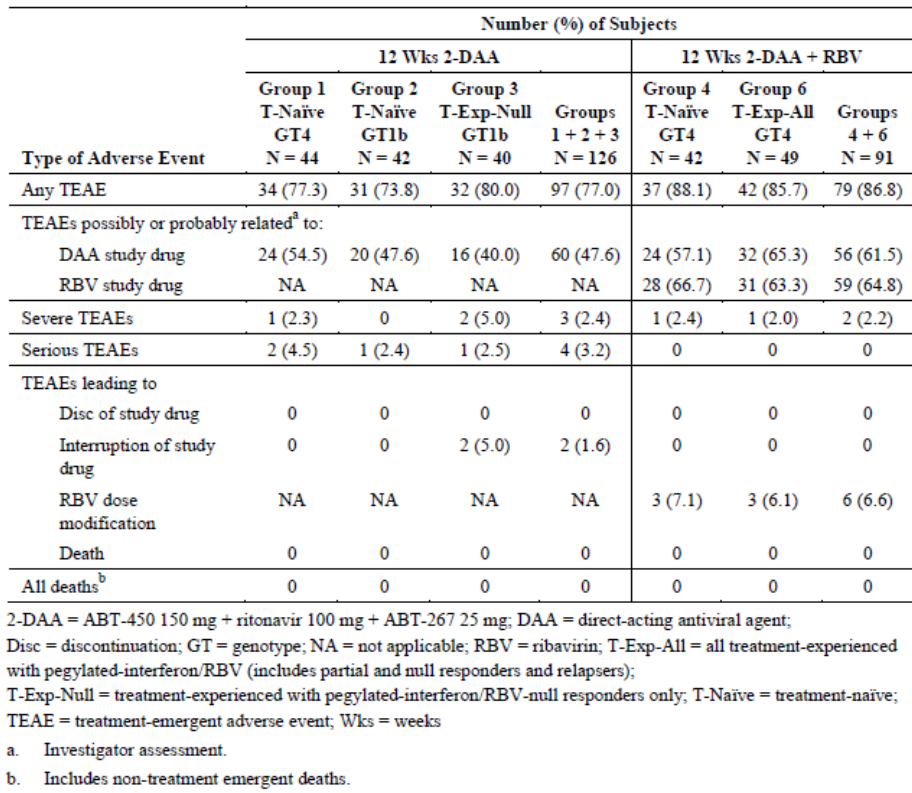 Number (%) of Subjects
12 Wks 2-DAA 12 Wks 2-DAA + RBV
Type of Adverse Event Group 1 T-Naïve GT4 N = 44 Group 2 T-Naïve GT1b N = 42 Group 3 T-Exp-Null GT1b N = 40 Groups 1 + 2 + 3 N = 126 Group 4 T-Naïve GT4 N = 42 Group 6 T-Exp-All GT4 N = 49 Groups 4 + 6 N = 91
Any TEAE 34 (77.3) 31 (73.8) 32 (80.0) 97 (77.0) 37 (88.1) 42 (85.7) 79 (86.8)
TEAEs possibly or probably related^a to:
DAA study drug 24 (54.5) 20 (47.6) 16 (40.0) 60 (47.6) 24 (57.1) 32 (65.3) 56 (61.5)
RBV study drug NA NA NA NA 28 (66.7) 31 (63.3) 59 (64.8)
Severe TEAEs 1 (2.3) 0 2 (5.0) 3 (2.4) 1 (2.4) 1 (2.0) 2 (2.2)
Serious TEAEs 2 (4.5) 1 (2.4) 1 (2.5) 4 (3.2) 0 0 0
TEAEs leading to
Disc of study drug 0 0 0 0 0 0 0
Interruption of study drug 0 0 2 (5.0) 2 (1.6) 0 0 0
RBV dose modification NA NA NA NA 3 (7.1) 3 (6.1) 6 (6.6)
Death 0 0 0 0 0 0 0
All deaths^b 0 0 0 0 0 0 0
2-DAA = ABT-450 150 mg + ritonavir 100 mg + ABT-267 25 mg; DAA = direct-acting antiviral agent;
Disc = discontinuation; GT = genotype; NA = not applicable; RBV = ribavirin; T-Exp-All = all treatment-experienced
with pegylated-interferon/RBV (includes partial and null responders and relapsers);
T-Exp-Null = treatment-experienced with pegylated-interferon/RBV-null responders only; T-Naïve = treatment-naïve;
TEAE = treatment-emergent adverse event; Wks = weeks
a. Investigator assessment.
b. Includes non-treatment emergent deaths.